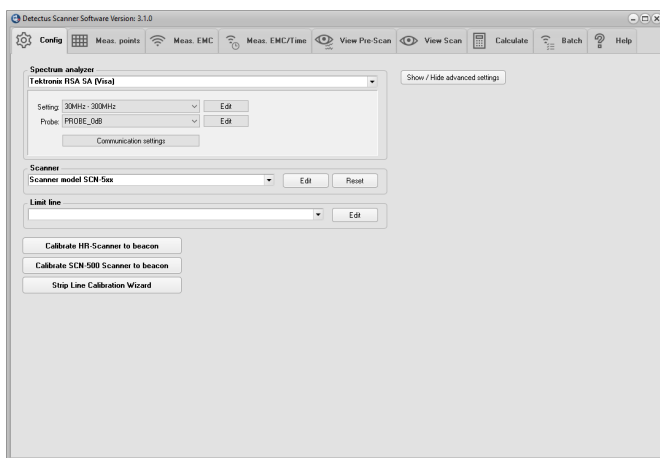 Detectus Scanner Software Version: 3.1.0
Config Meas. points Meas. EMC Meas. EMC/Time View Pre-Scan View Scan Calculate Batch Help
Spectrum analyzer
Tektronix RSA SA (Visa)
Show / Hide advanced settings
Setting: 30MHz - 300MHz Edit
Probe: PROBE_0dB Edit
Communication settings
Scanner
Scanner model SCN-5xx Edit Reset
Limit line
Edit
Calibrate HR-Scanner to beacon
Calibrate SCN-500 Scanner to beacon
Strip Line Calibration Wizard